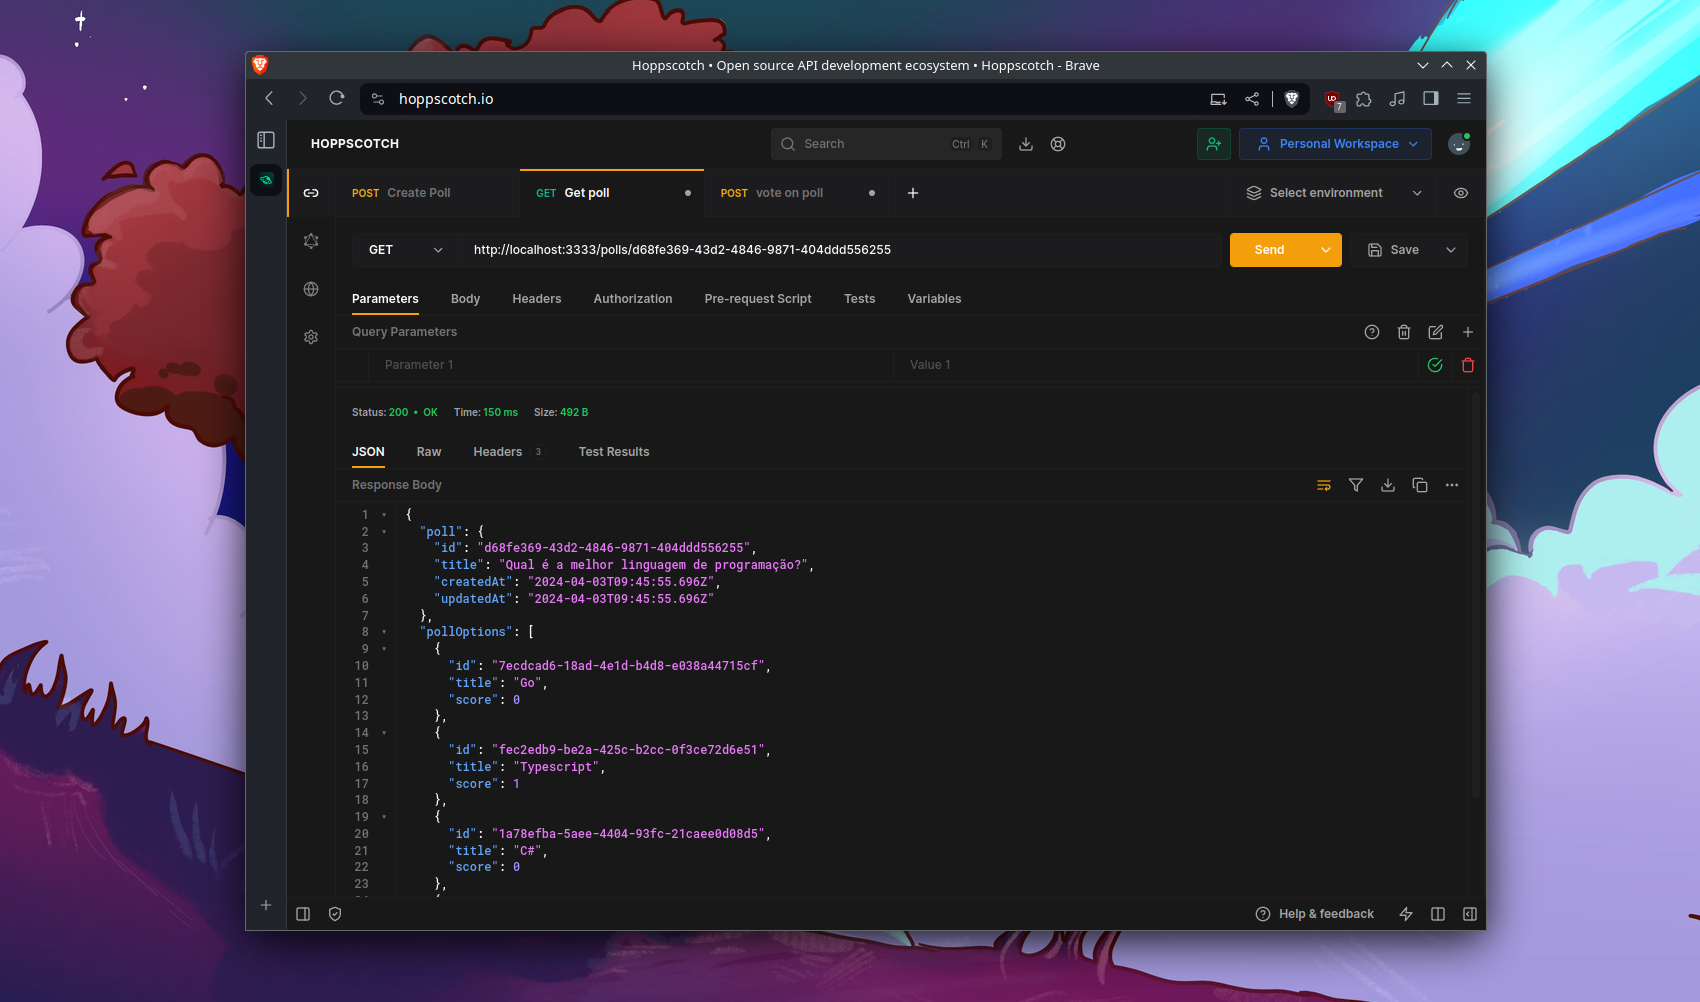 Hoppscotch • Open source API development ecosystem • Hoppscotch - Brave
hoppscotch.io
UD
7
HOPPSCOTCH
Search
Ctrl K
Personal Workspace
POST Create Poll
GET Get poll
POST vote on poll
Select environment
GET
http://localhost:3333/polls/d68fe369-43d2-4846-9871-404ddd556255
Send
Save
Parameters Body Headers Authorization Pre-request Script Tests Variables
Query Parameters
Parameter 1 Value 1
Status: 200 • OK Time: 150 ms Size: 492 B
JSON Raw Headers 3 Test Results
Response Body
1 {
2 "poll": {
3 "id": "d68fe369-43d2-4846-9871-404ddd556255",
4 "title": "Qual é a melhor linguagem de programação?",
5 "createdAt": "2024-04-03T09:45:55.696Z",
6 "updatedAt": "2024-04-03T09:45:55.696Z"
7 },
8 "pollOptions": [
9 {
10 "id": "7ecdcad6-18ad-4e1d-b4d8-e038a44715cf",
11 "title": "Go",
12 "score": 0
13 },
14 {
15 "id": "fec2edb9-be2a-425c-b2cc-0f3ce72d6e51",
16 "title": "Typescript",
17 "score": 1
18 },
19 {
20 "id": "1a78efba-5aee-4404-93fc-21caee0d08d5",
21 "title": "C#",
22 "score": 0
23 },
Help & feedback